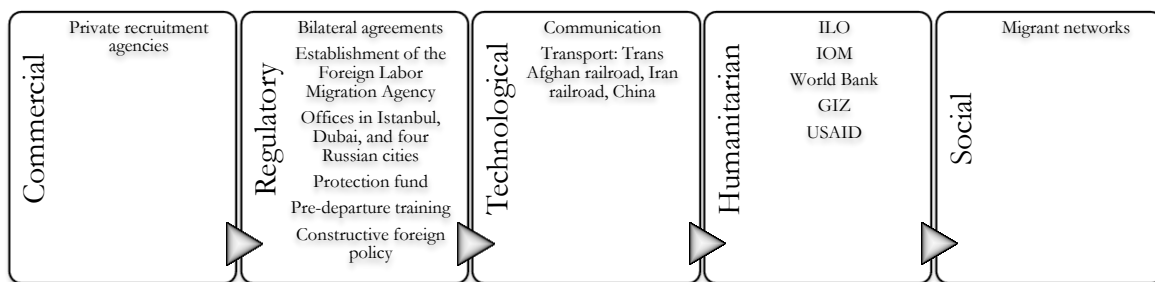 Commercial
Private recruitment
agencies
Regulatory
Bilateral agreements
Establishment of the
Foreign Labor
Migration Agency
Offices in Istanbul,
Dubai, and four
Russian cities
Protection fund
Pre-departure training
Constructive foreign
policy
Technological
Communication
Transport: Trans
Afghan railroad, Iran
railroad, China
Humanitarian
ILO
IOM
World Bank
GIZ
USAID
Social
Migrant networks